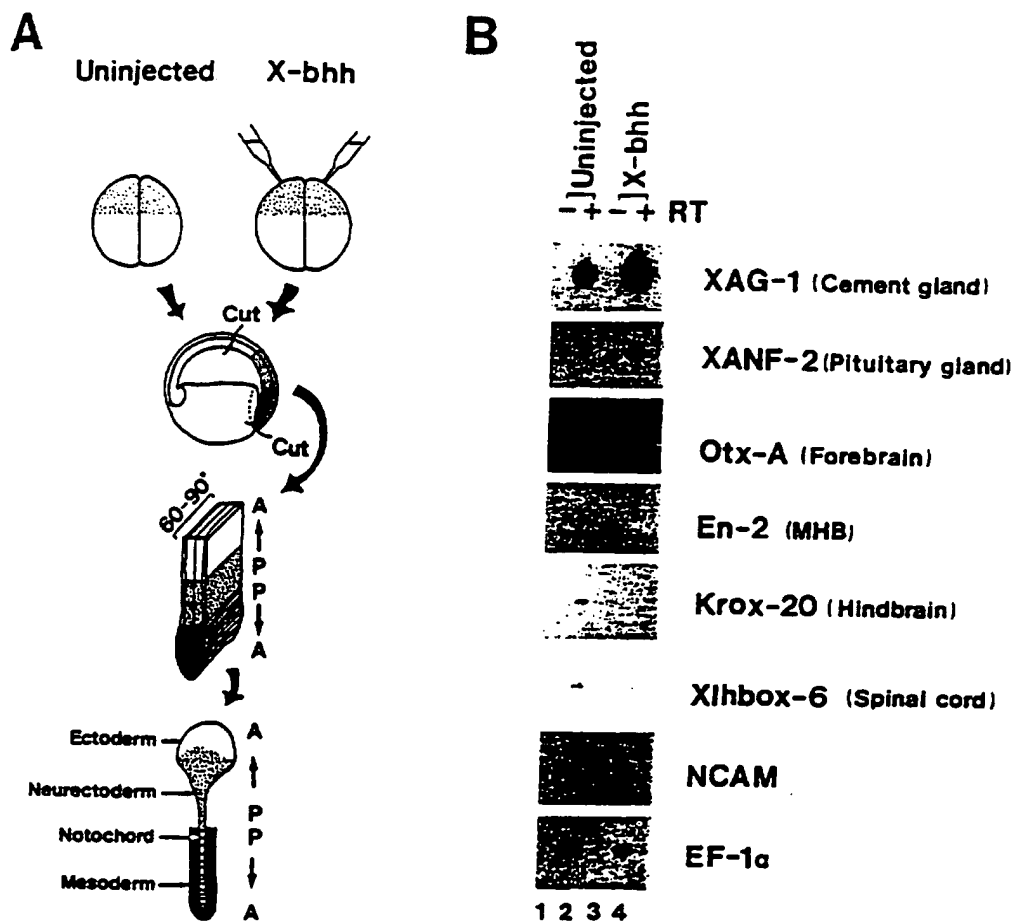 A
Uninjected X-bhh
Cut
Cut
60-90°
A
P
P
A
Ectoderm
Neurectoderm
Notochord
Mesoderm
A
P
P
A
B
Uninjected
X-bhh
- + - + RT
XAG-1 (Cement gland)
XANF-2 (Pituitary gland)
Otx-A (Forebrain)
En-2 (MHB)
Krox-20 (Hindbrain)
Xlhbox-6 (Spinal cord)
NCAM
EF-1α
1 2 3 4